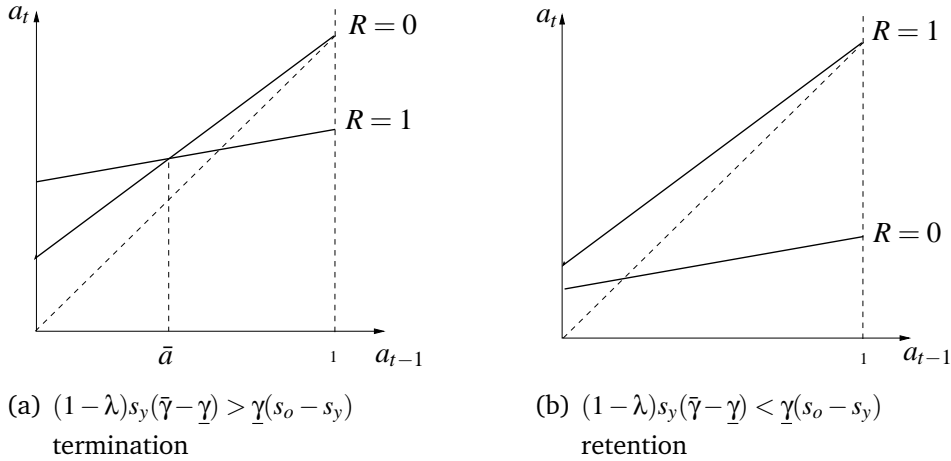 a_t
R = 0
R = 1
ā
1
a_{t−1}
(a) (1 − λ)s_y(γ̄ − γ̲) > γ̲(s_o − s_y)
termination
a_t
R = 1
R = 0
1
a_{t−1}
(b) (1 − λ)s_y(γ̄ − γ̲) < γ̲(s_o − s_y)
retention